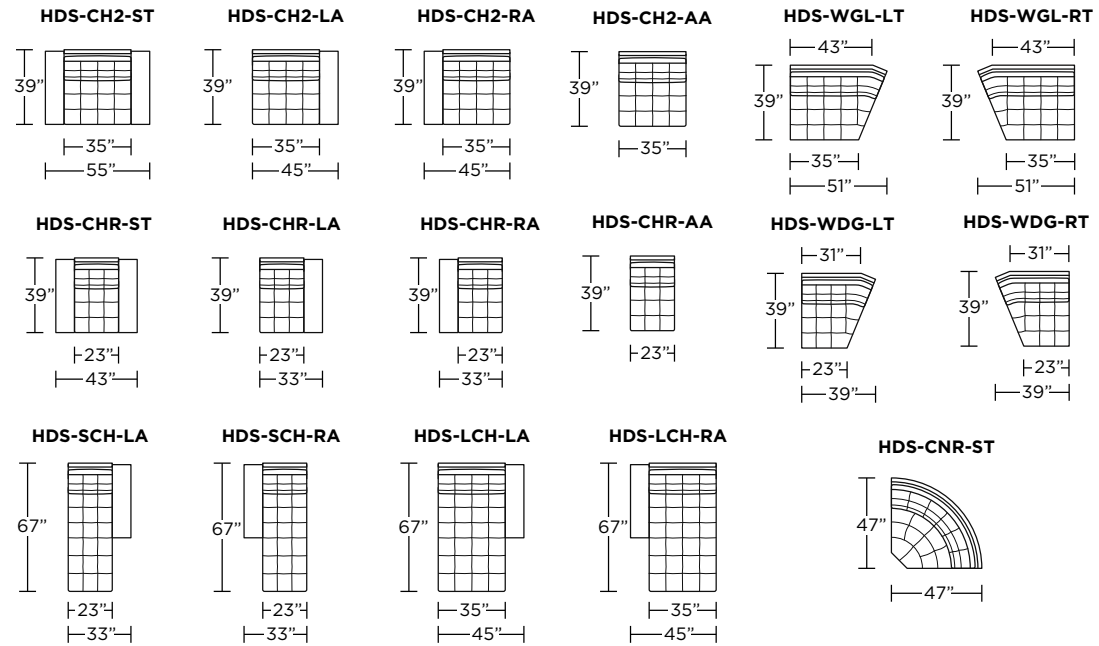 HDS-CH2-ST HDS-CH2-LA HDS-CH2-RA HDS-CH2-AA HDS-WGL-LT HDS-WGL-RT
43” 43”
39” 39” 39” 39” 39” 39”
35” 35” 35” 35” 35” 35”
55” 45” 45” 51” 51”
HDS-CHR-ST HDS-CHR-LA HDS-CHR-RA HDS-CHR-AA HDS-WDG-LT HDS-WDG-RT
31” 31”
39” 39” 39” 39” 39” 39”
23” 23” 23” 23” 23” 23”
43” 33” 33” 39” 39”
HDS-SCH-LA HDS-SCH-RA HDS-LCH-LA HDS-LCH-RA HDS-CNR-ST
67” 67” 67” 67” 47”
23” 23” 35” 35” 47”
33” 33” 45” 45”